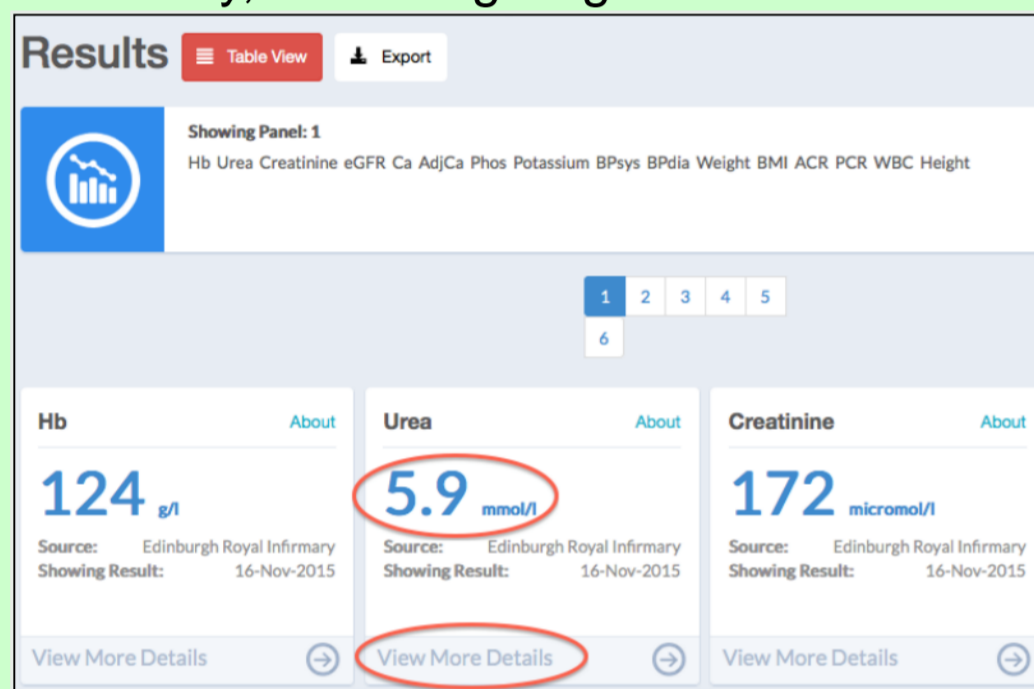 Results Table View Export
Showing Panel: 1
Hb Urea Creatinine eGFR Ca AdjCa Phos Potassium BPsys BPdia Weight BMI ACR PCR WBC Height
1 2 3 4 5
6
Hb About
124 g/l
Source: Edinburgh Royal Infirmary
Showing Result: 16-Nov-2015
View More Details
Urea About
5.9 mmol/l
Source: Edinburgh Royal Infirmary
Showing Result: 16-Nov-2015
View More Details
Creatinine About
172 micromol/l
Source: Edinburgh Royal Infirmary
Showing Result: 16-Nov-2015
View More Details